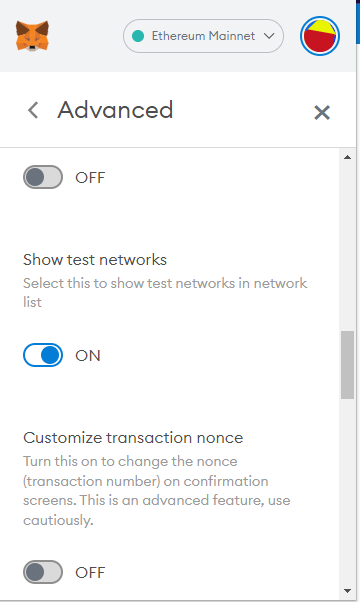 Ethereum Mainnet
Advanced
OFF
Show test networks
Select this to show test networks in network
list
ON
Customize transaction nonce
Turn this on to change the nonce
(transaction number) on confirmation
screens. This is an advanced feature, use
cautiously.
OFF